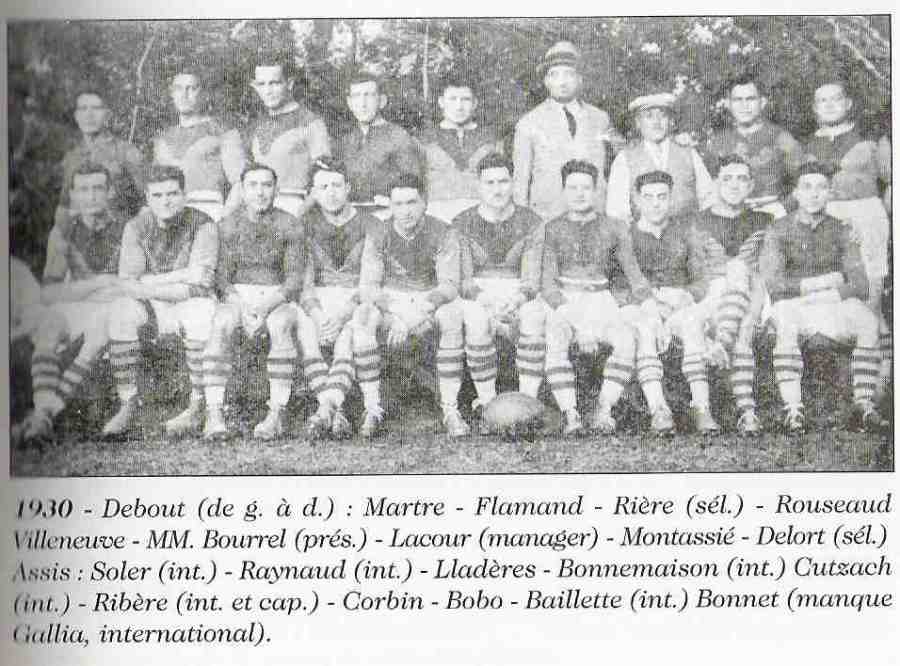 1930 - Debout (de g. à d.) : Martre - Flamand - Rière (sél.) - Rouseaud
Villeneuve - MM. Bourrel (prés.) - Lacour (manager) - Montassié - Delort (sél.)
Assis : Soler (int.) - Raynaud (int.) - Lladères - Bonnemaison (int.) Cutzach
(int.) - Ribère (int. et cap.) - Corbin - Bobo - Baillette (int.) Bonnet (manque
Gallia, international).